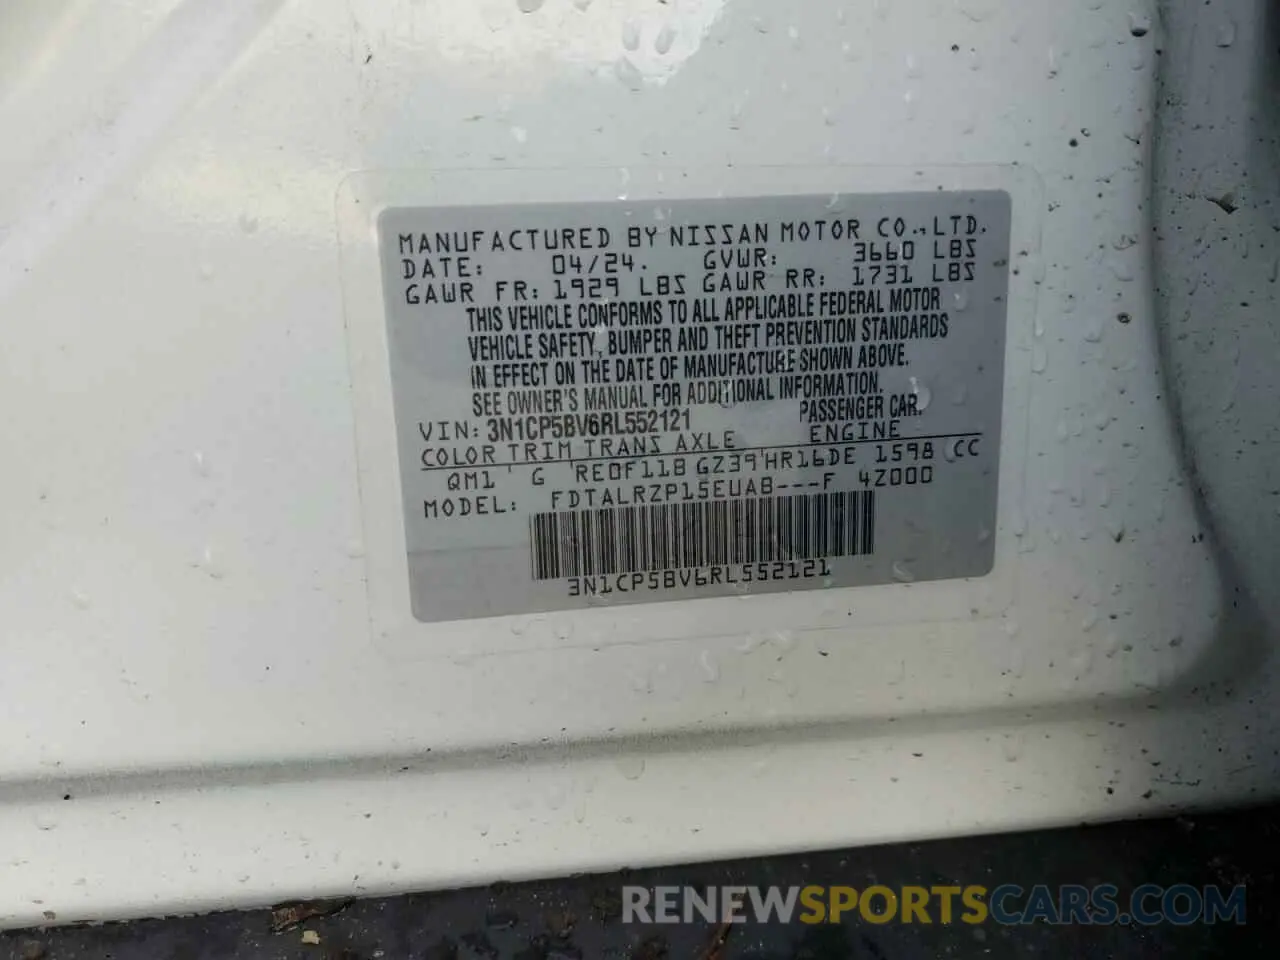 MANUFACTURED BY NISSAN MOTOR CO., LTD.
DATE: 04/24. GVWR: 3660 LBS
GAWR FR: 1929 LBS GAWR RR: 1731 LBS
THIS VEHICLE CONFORMS TO ALL APPLICABLE FEDERAL MOTOR
VEHICLE SAFETY, BUMPER AND THEFT PREVENTION STANDARDS
IN EFFECT ON THE DATE OF MANUFACTURE SHOWN ABOVE.
SEE OWNER'S MANUAL FOR ADDITIONAL INFORMATION.
VIN: 3N1CP5BV6RL552121 PASSENGER CAR.
COLOR TRIM TRANS AXLE ENGINE
QM1 ' G 'RE0F11B GZ39'HR16DE 1598 CC
MODEL: FDTALRZP15EUAB---F 4Z000
3N1CP5BV6RL552121
RENEWSPORTSCARS.COM